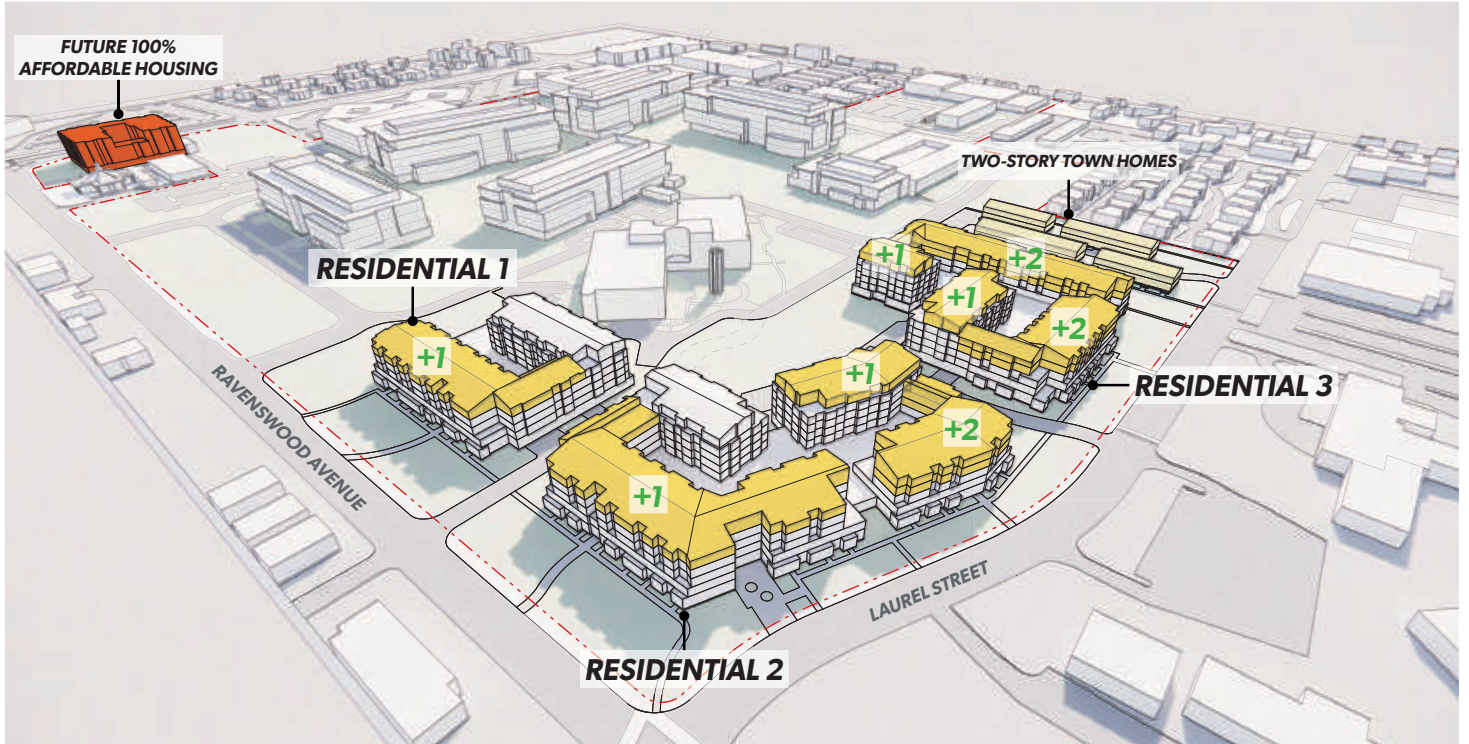 FUTURE 100%
AFFORDABLE HOUSING
TWO-STORY TOWN HOMES
+1
+2
RESIDENTIAL 1
+1
+2
+1
+1
RESIDENTIAL 3
+2
RAVENSWOOD AVENUE
+1
LAUREL STREET
RESIDENTIAL 2